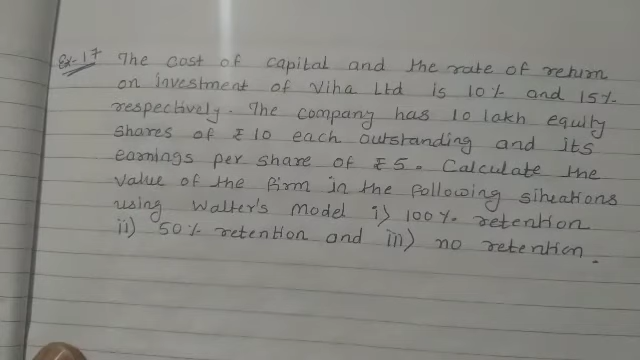 Ex-17 The cost of capital and the rate of return
on investment of Viha Ltd is 10% and 15%
respectively. The company has 10 lakh equity
shares of ₹ 10 each outstanding and its
earnings per share of ₹ 5. Calculate the
value of the firm in the following situations
using Walter's Model i) 100% retention
ii) 50% retention and iii) no retention.